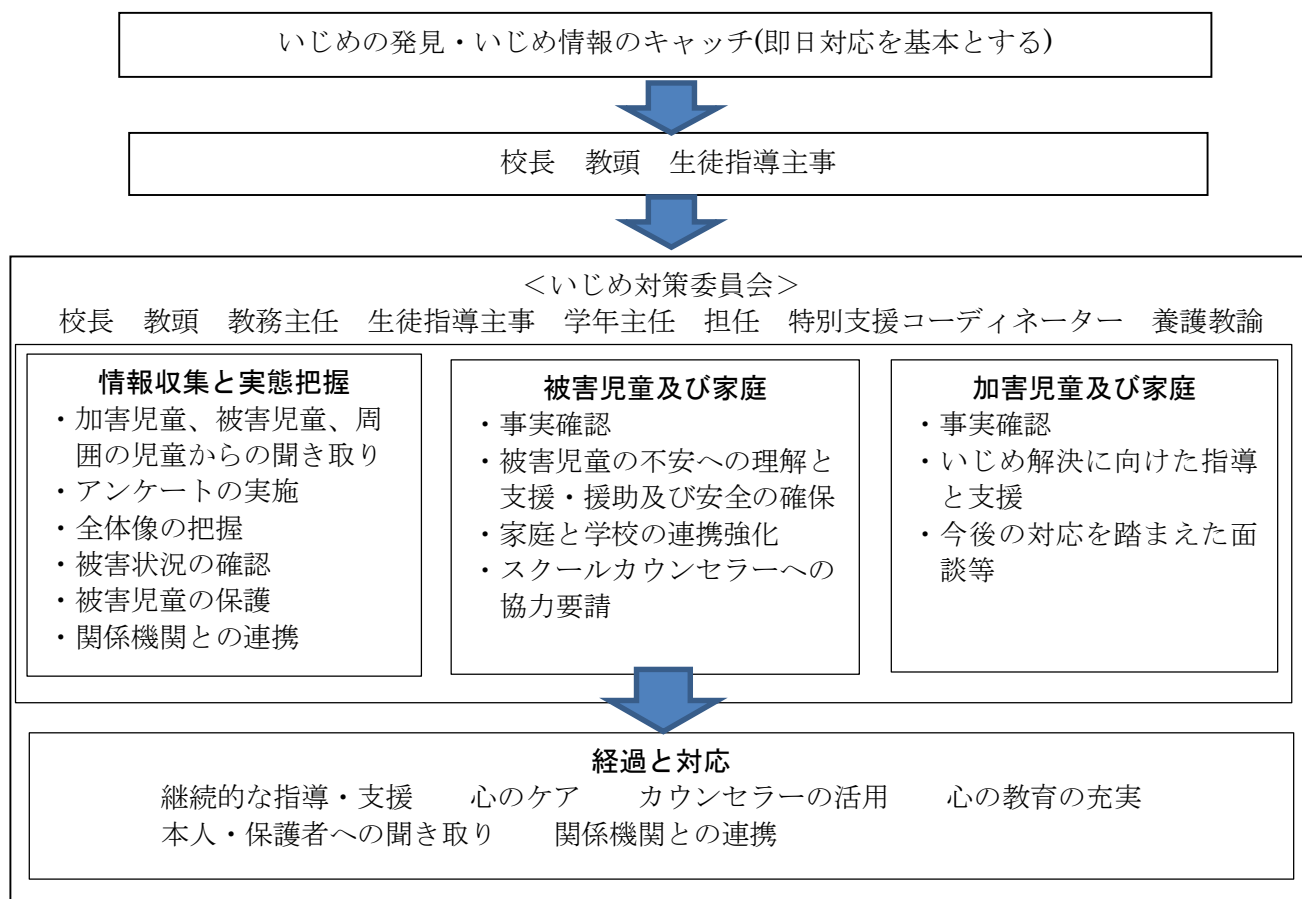 いじめの発見・いじめ情報のキャッチ(即日対応を基本とする)
校長　教頭　生徒指導主事
＜いじめ対策委員会＞
校長　教頭　教務主任　生徒指導主事　学年主任　担任　特別支援コーディネーター　養護教諭
情報収集と実態把握
・加害児童、被害児童、周
囲の児童からの聞き取り
・アンケートの実施
・全体像の把握
・被害状況の確認
・被害児童の保護
・関係機関との連携
被害児童及び家庭
・事実確認
・被害児童の不安への理解と
支援・援助及び安全の確保
・家庭と学校の連携強化
・スクールカウンセラーへの
協力要請
加害児童及び家庭
・事実確認
・いじめ解決に向けた指導
と支援
・今後の対応を踏まえた面
談等
経過と対応
継続的な指導・支援　　心のケア　　カウンセラーの活用　　心の教育の充実
本人・保護者への聞き取り　　関係機関との連携